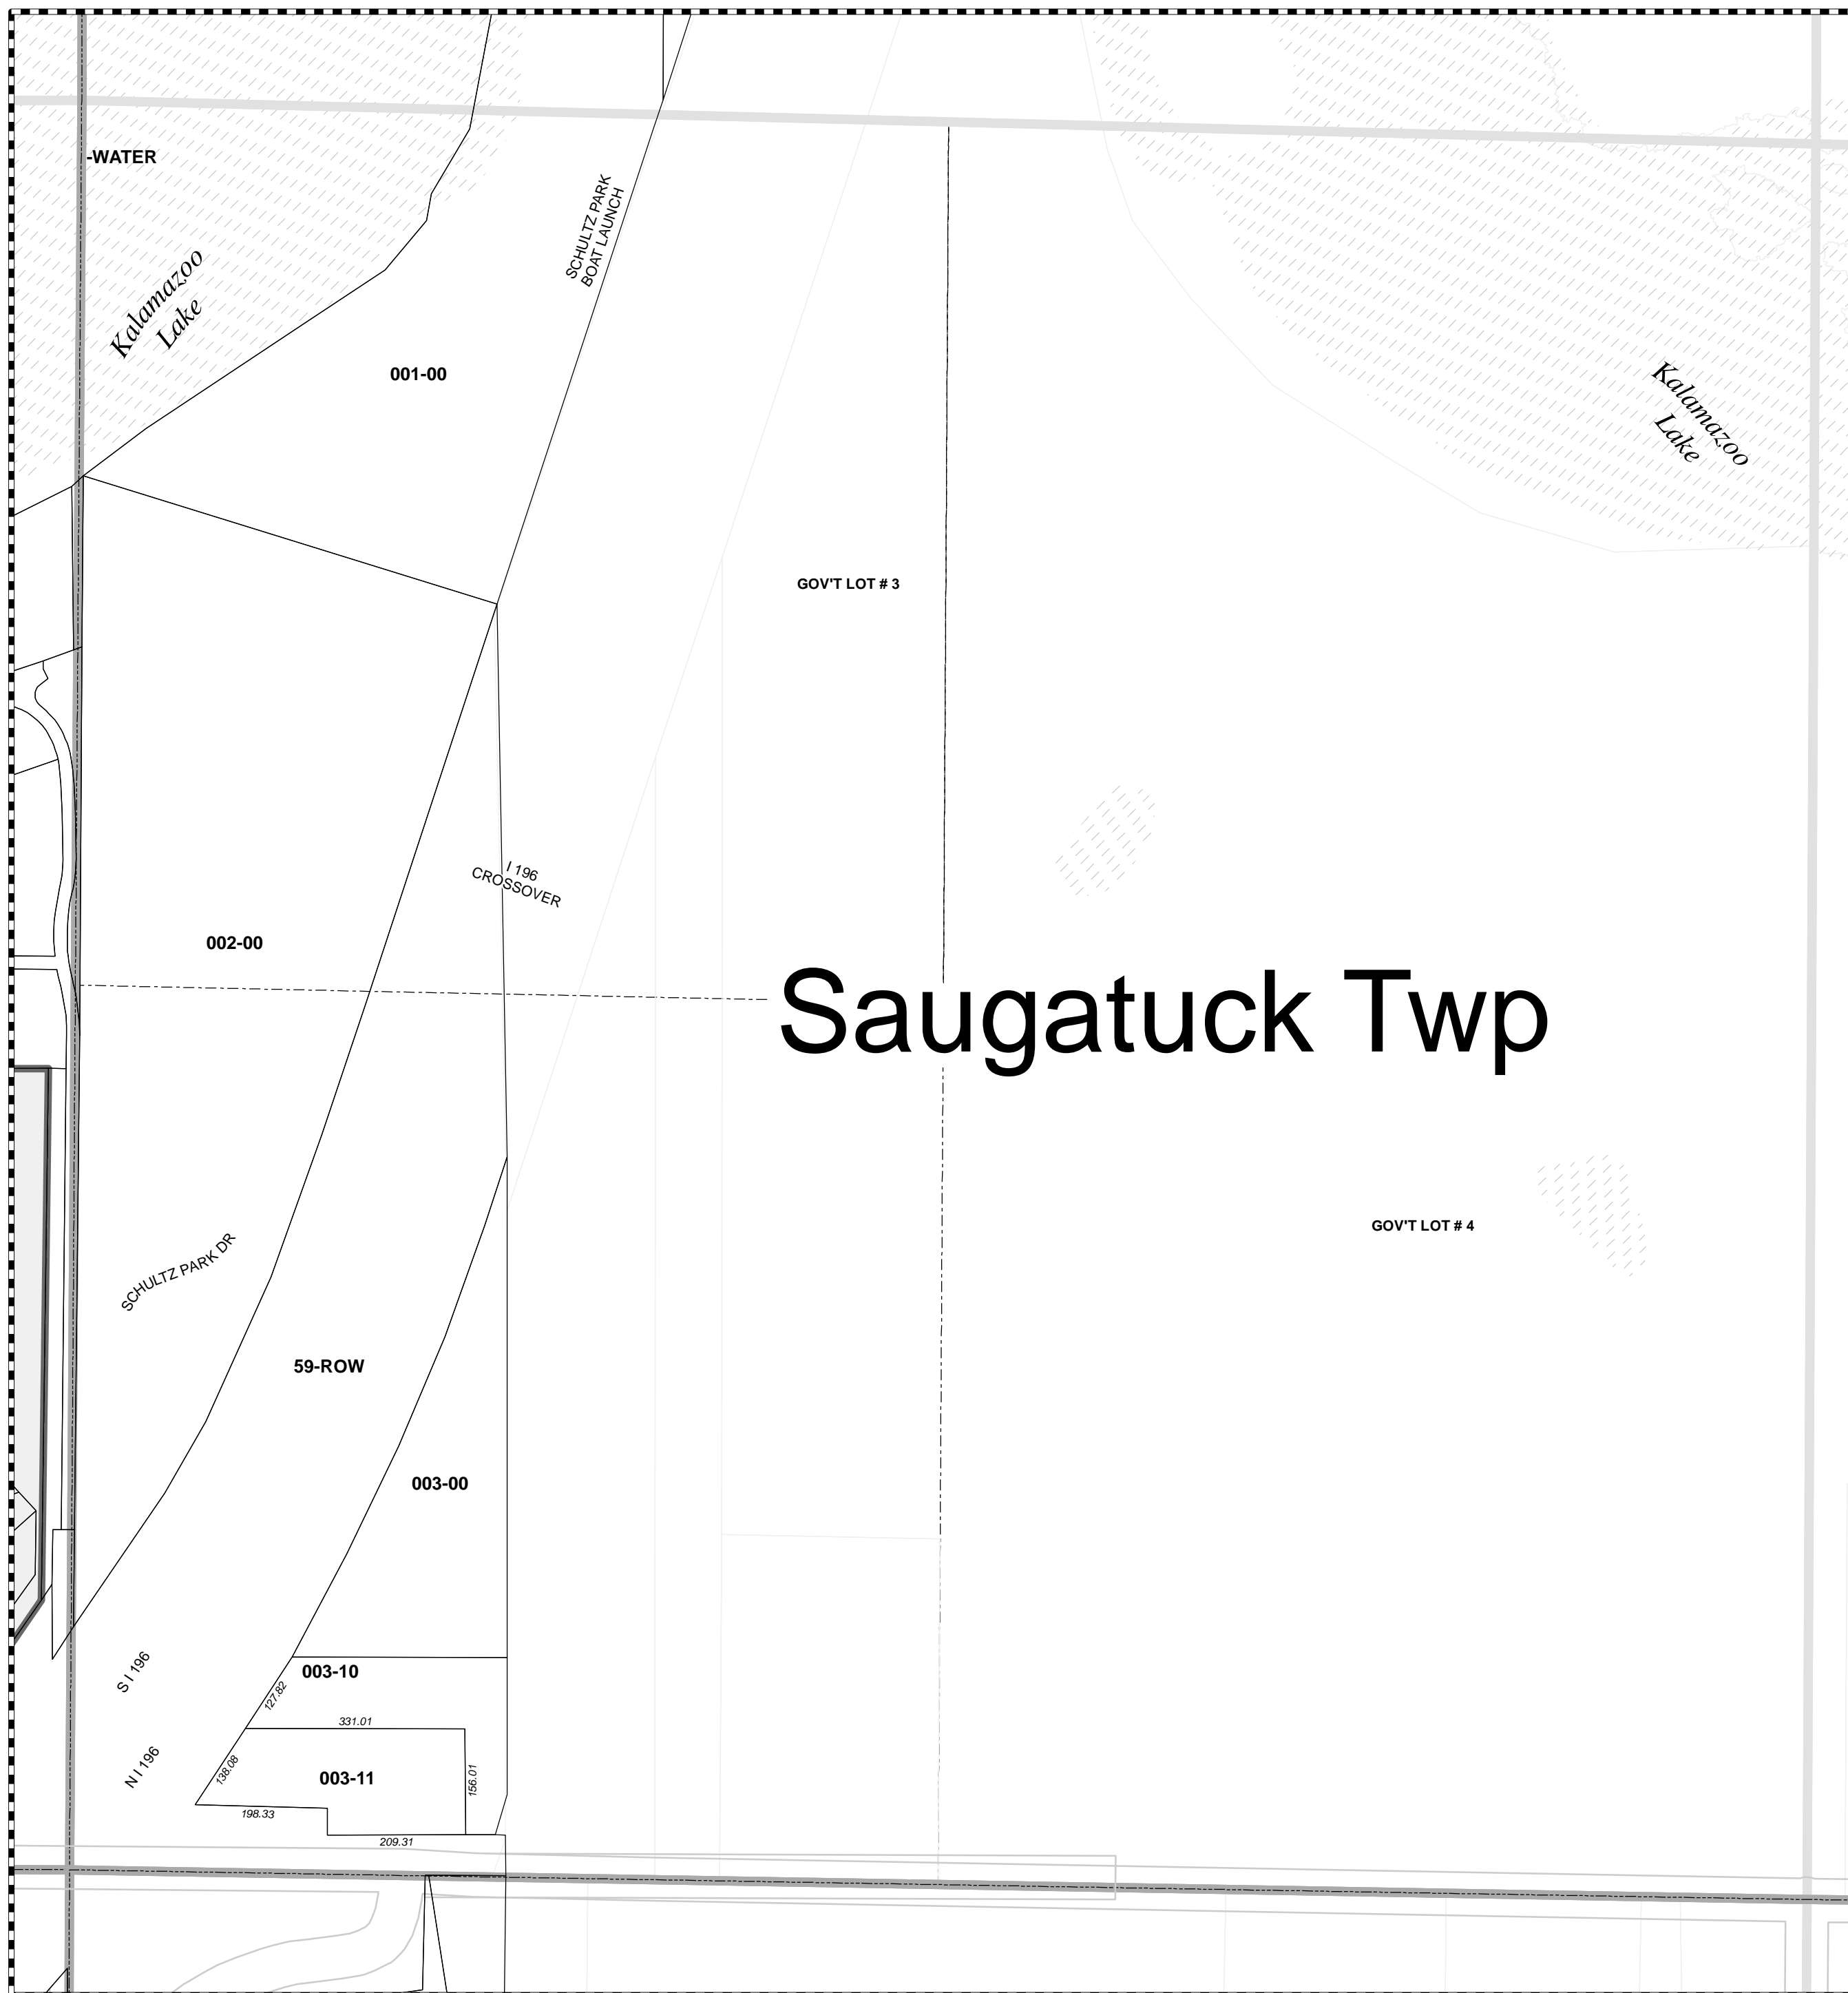 -WATER
SCHULTZ PARK
BOAT LAUNCH
Kalamazoo
Lake
001-00
Kalamazoo
Lake
GOV'T LOT # 3
I 196
CROSSOVER
002-00
Saugatuck Twp
GOV'T LOT # 4
SCHULTZ PARK DR
59-ROW
003-00
S I 196
003-10
127.82
331.01
N I 196
138.08
003-11
156.01
198.33
209.31